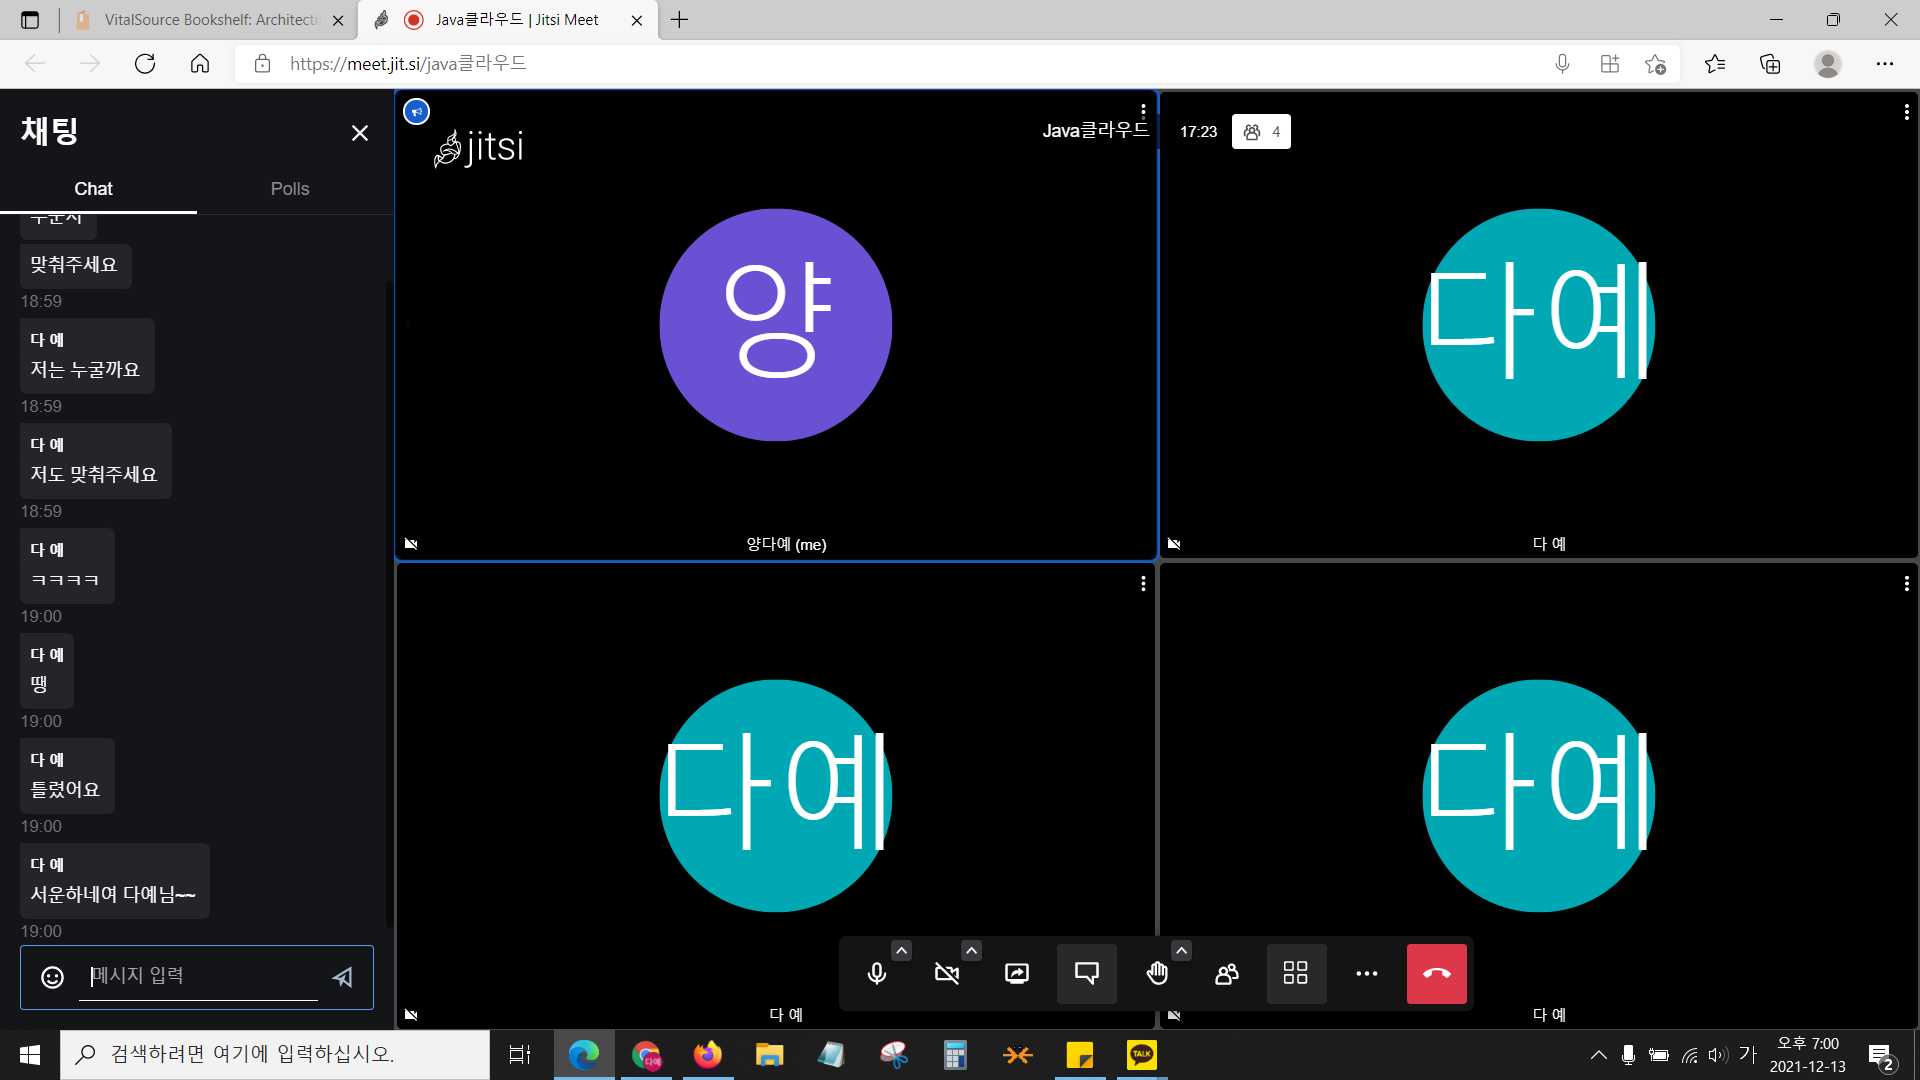 VitalSource Bookshelf: Architecti
Java클라우드 | Jitsi Meet
https://meet.jit.si/java클라우드
채팅
Chat
Polls
맞춰주세요
18:59
다 예
저는 누굴까요
18:59
다 예
저도 맞춰주세요
18:59
다 예
ㅋㅋㅋㅋ
19:00
다 예
땡
19:00
다 예
틀렸어요
19:00
다 예
서운하네여 다예님~~
19:00
메시지 입력
jitsi
Java클라우드
17:23
4
양
양다예 (me)
다예
다 예
다예
다 예
다예
다 예
검색하려면 여기에 입력하십시오.
다예
TALK
가
오후 7:00
2021-12-13
2